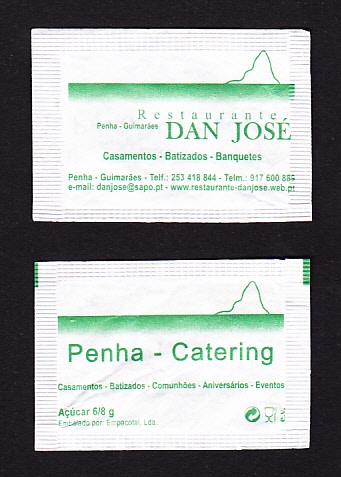 Restaurante
Penha - Guimarães DAN JOSÉ
Casamentos - Batizados - Banquetes
Penha - Guimarães - Telf.: 253 418 844 - Telm.: 917 600
e-mail: danjose@sapo.pt - www.restaurante-danjose.web.pt
Penha - Catering
Casamentos - Batizados - Comunhões - Aniversários - Eventos
Açúcar 6/8 g
Embalado por: Empacotal, Lda.